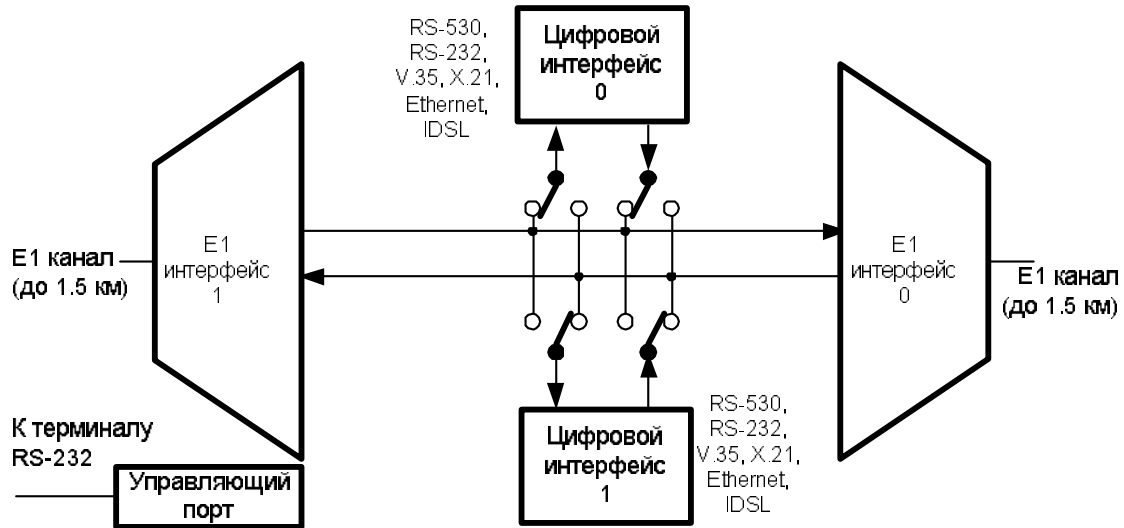 RS-530,
RS-232,
V.35, X.21,
Ethernet,
IDSL
Цифровой
интерфейс
0
E1 канал
(до 1.5 км)
E1
интерфейс
1
E1
интерфейс
0
E1 канал
(до 1.5 км)
Цифровой
интерфейс
1
RS-530,
RS-232,
V.35, X.21,
Ethernet,
IDSL
К терминалу
RS-232
Управляющий
порт